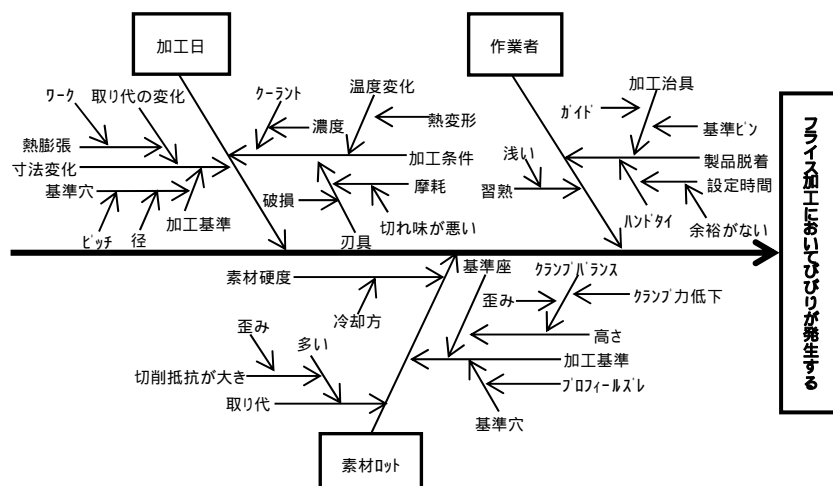 加工日
作業者
ﾜｰｸ
取り代の変化
ｸｰﾗﾝﾄ
温度変化
濃度
熱変形
熱膨張
寸法変化
加工条件
基準穴
破損
摩耗
ﾋﾟｯﾁ
径
加工基準
刃具
切れ味が悪い
加工治具
ｶﾞｲﾄﾞ
基準ﾋﾟﾝ
浅い
製品脱着
習熟
設定時間
ﾊﾝﾄﾞﾀｲ
余裕がない
フライス加工においてびびりが発生する
素材硬度
基準座
ｸﾗﾝﾌﾟﾊﾞﾗﾝｽ
歪み
ｸﾗﾝﾌﾟ力低下
冷却方
歪み
多い
高さ
切削抵抗が大き
加工基準
取り代
ﾌﾟﾛﾌｨｰﾙｽﾞﾚ
基準穴
素材ﾛｯﾄ